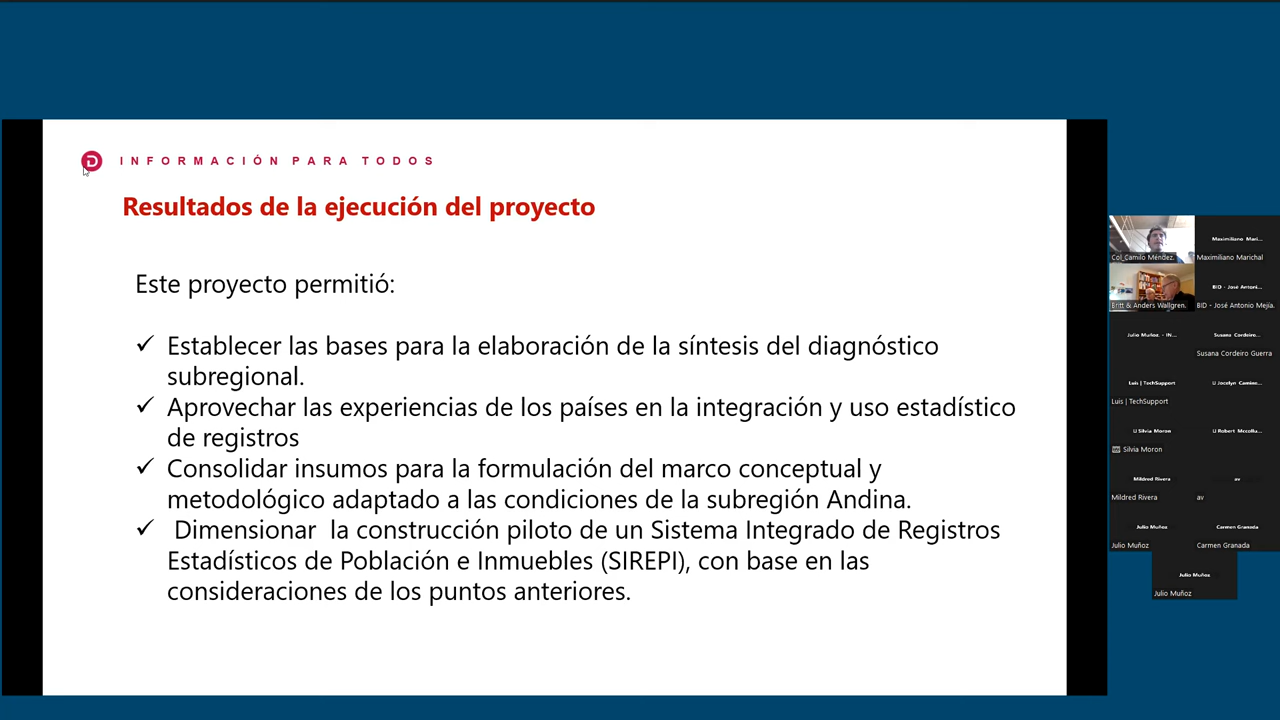 INFORMACIÓN PARA TODOS
Resultados de la ejecución del proyecto
Este proyecto permitió:
✓ Establecer las bases para la elaboración de la síntesis del diagnóstico
subregional.
✓ Aprovechar las experiencias de los países en la integración y uso estadístico
de registros
✓ Consolidar insumos para la formulación del marco conceptual y
metodológico adaptado a las condiciones de la subregión Andina.
✓ Dimensionar la construcción piloto de un Sistema Integrado de Registros
Estadísticos de Población e Inmuebles (SIREPI), con base en las
consideraciones de los puntos anteriores.
Col_Camilo Méndez.
Maximiliano Mari...
Maximiliano Marichal
Britt & Anders Wallgren.
BID - José Antoni...
BID - José Antonio Mejía.
Julio Muñoz. - IN...
Susana Cordeiro...
Susana Cordeiro Guerra
Luis | TechSupport
Luis | TechSupport
IJ Jocelyn Camine...
IJ Silvia Moron
Silvia Moron
IJ Robert Mccollu...
Mildred Rivera
Mildred Rivera
av
av
Julio Muñoz
Julio Muñoz
Carmen Granada
Carmen Granada
Julio Muñoz
Julio Muñoz